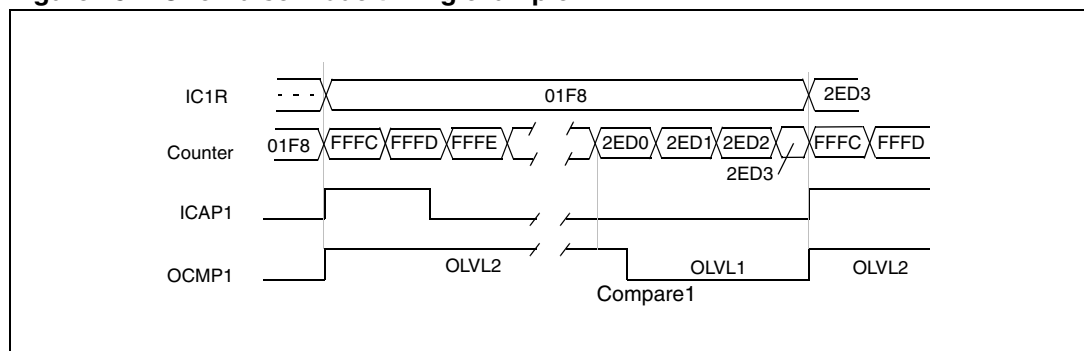 IC1R
- - -
01F8
2ED3
Counter
01F8 FFFC FFFD FFFE 2ED0 2ED1 2ED2 FFFC FFFD
2ED3
ICAP1
OCMP1
OLVL2
OLVL1
OLVL2
Compare1